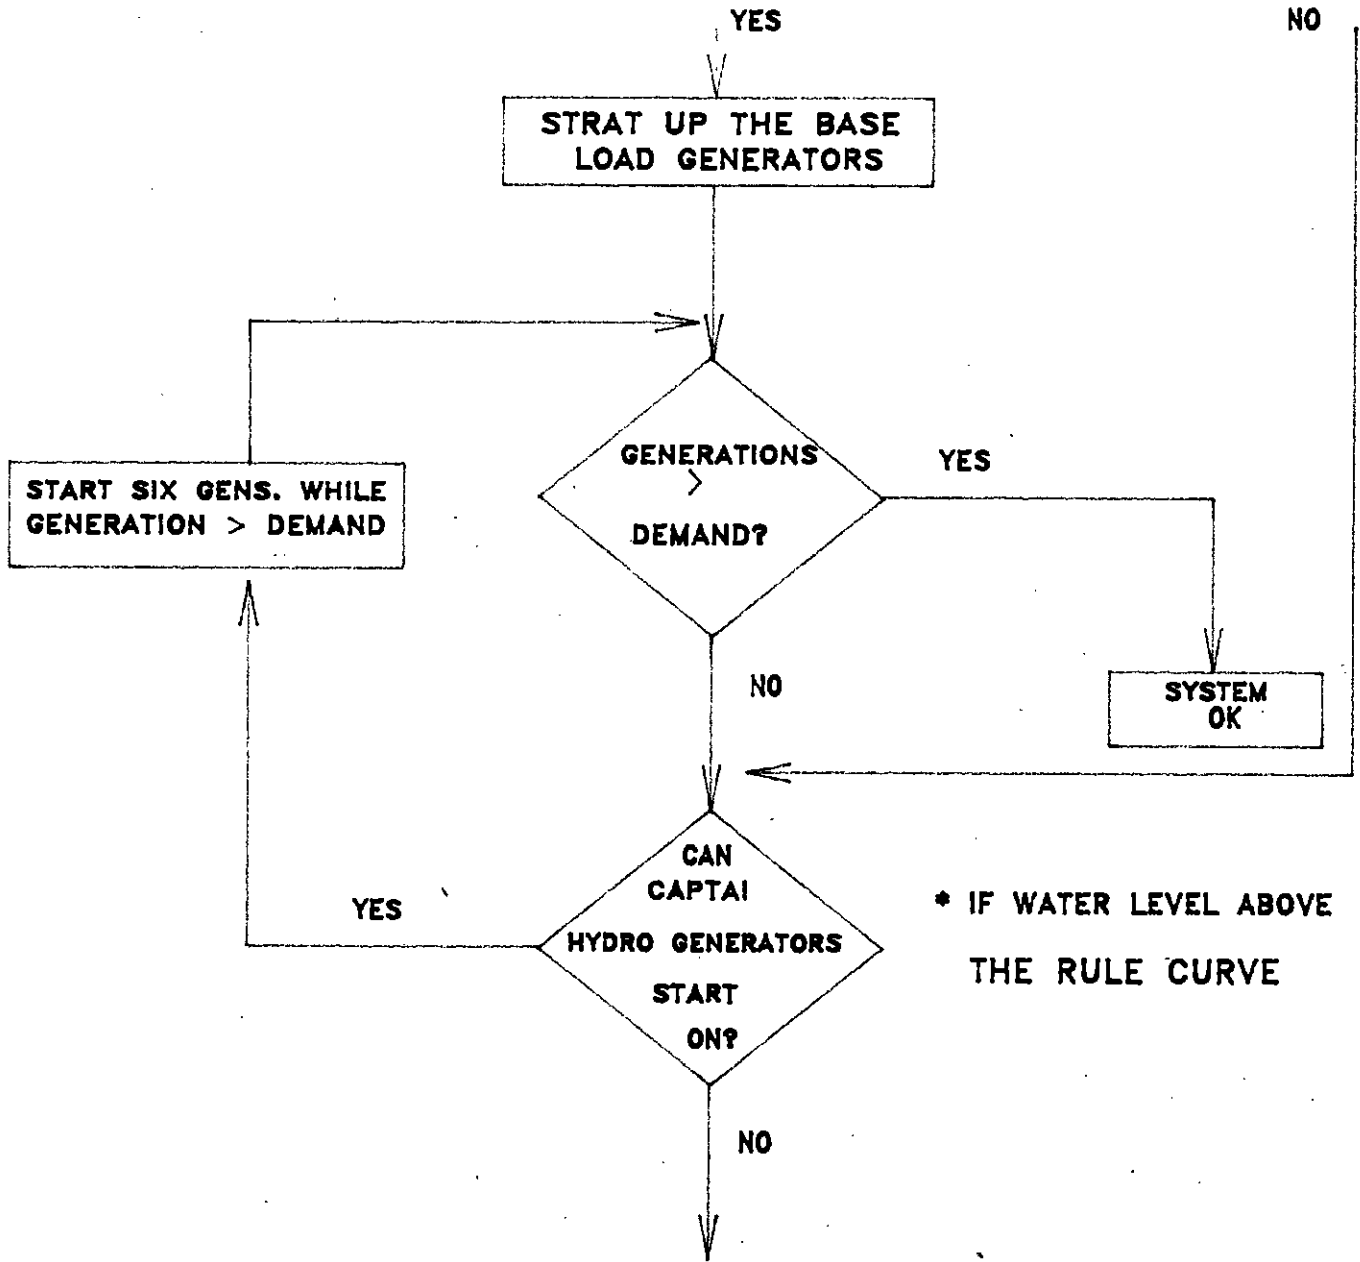 YES
NO
STRAT UP THE BASE
LOAD GENERATORS
GENERATIONS
>
DEMAND?
YES
START SIX GENS. WHILE
GENERATION > DEMAND
NO
SYSTEM
OK
CAN
CAPTAI
HYDRO GENERATORS
START
ON?
YES
* IF WATER LEVEL ABOVE
THE RULE CURVE
NO